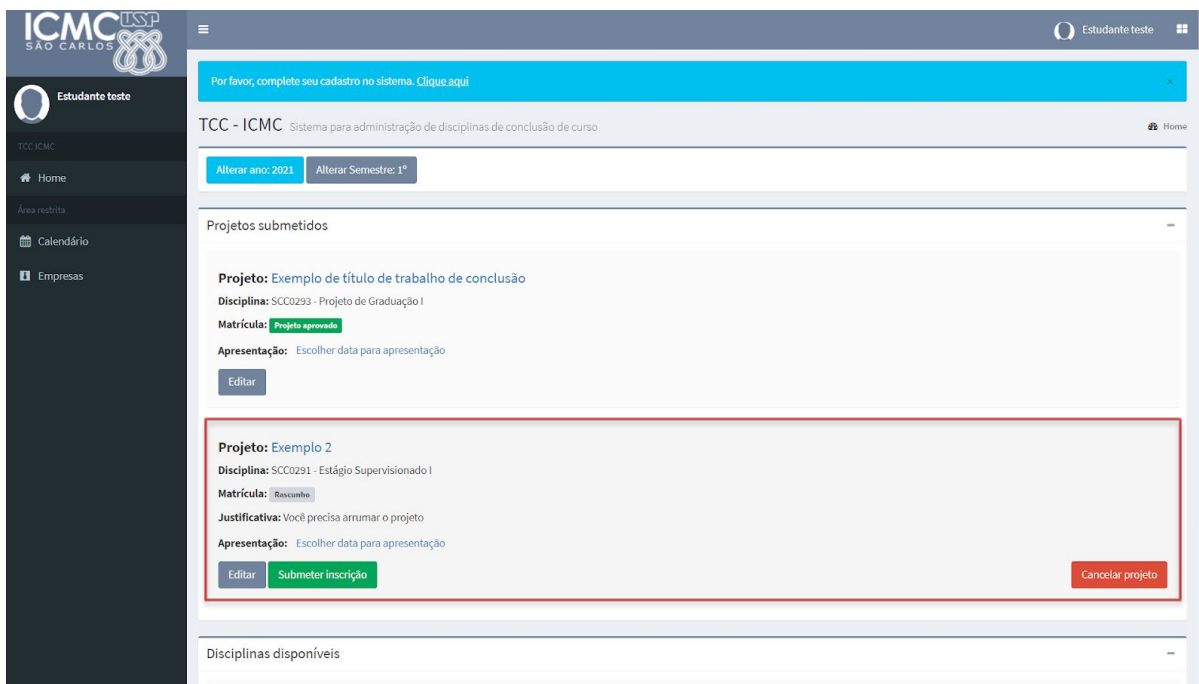 ICMC USP
SÃO CARLOS
Estudante teste
Estudante teste
TCC ICMC
Home
Área restrita
Calendário
Empresas
Por favor, complete seu cadastro no sistema. Clique aqui ×
TCC - ICMC Sistema para administração de disciplinas de conclusão de curso
Home
Alterar ano: 2021 Alterar Semestre: 1º
Projetos submetidos
Projeto: Exemplo de título de trabalho de conclusão
Disciplina: SCC0293 - Projeto de Graduação I
Matrícula: Projeto aprovado
Apresentação: Escolher data para apresentação
Editar
Projeto: Exemplo 2
Disciplina: SCC0291 - Estágio Supervisionado I
Matrícula: Rascunho
Justificativa: Você precisa arrumar o projeto
Apresentação: Escolher data para apresentação
Editar Submeter inscrição Cancelar projeto
Disciplinas disponíveis